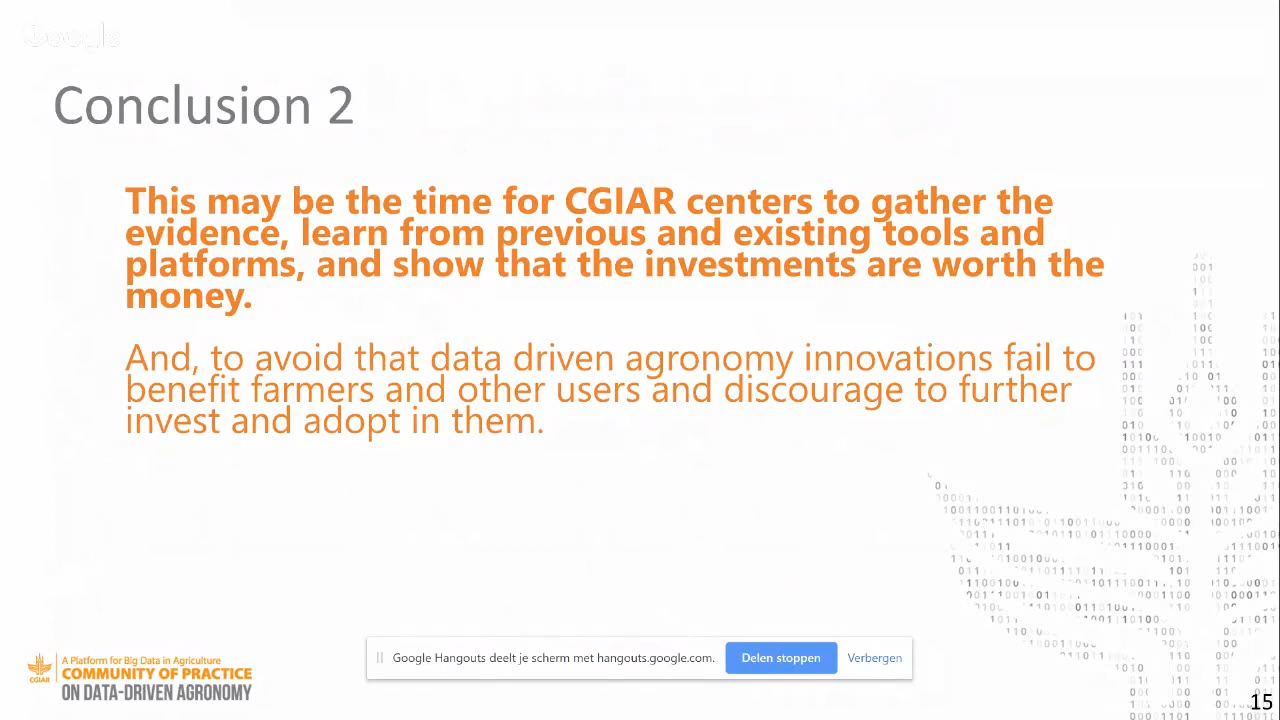 Google
Conclusion 2
This may be the time for CGIAR centers to gather the
evidence, learn from previous and existing tools and
platforms, and show that the investments are worth the
money.
And, to avoid that data driven agronomy innovations fail to
benefit farmers and other users and discourage to further
invest and adopt in them.
Google Hangouts deelt je scherm met hangouts.google.com.
Delen stoppen
Verbergen
CGIAR
A Platform for Big Data in Agriculture
COMMUNITY OF PRACTICE
ON DATA-DRIVEN AGRONOMY
15